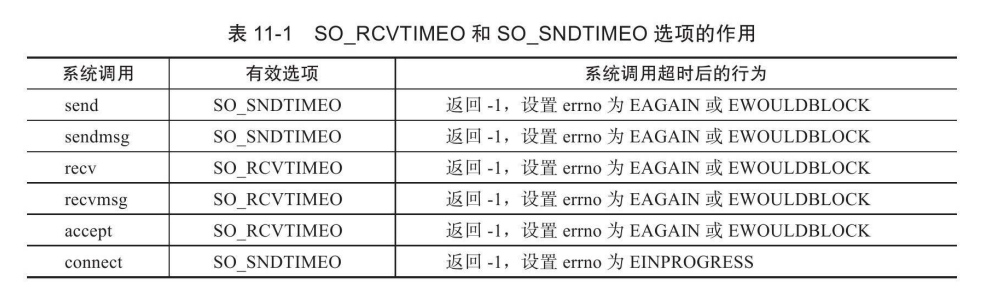 表 11-1 SO_RCVTIMEO 和 SO_SNDTIMEO 选项的作用
系统调用 有效选项 系统调用超时后的行为
send SO_SNDTIMEO 返回 -1，设置 errno 为 EAGAIN 或 EWOULDBLOCK
sendmsg SO_SNDTIMEO 返回 -1，设置 errno 为 EAGAIN 或 EWOULDBLOCK
recv SO_RCVTIMEO 返回 -1，设置 errno 为 EAGAIN 或 EWOULDBLOCK
recvmsg SO_RCVTIMEO 返回 -1，设置 errno 为 EAGAIN 或 EWOULDBLOCK
accept SO_RCVTIMEO 返回 -1，设置 errno 为 EAGAIN 或 EWOULDBLOCK
connect SO_SNDTIMEO 返回 -1，设置 errno 为 EINPROGRESS